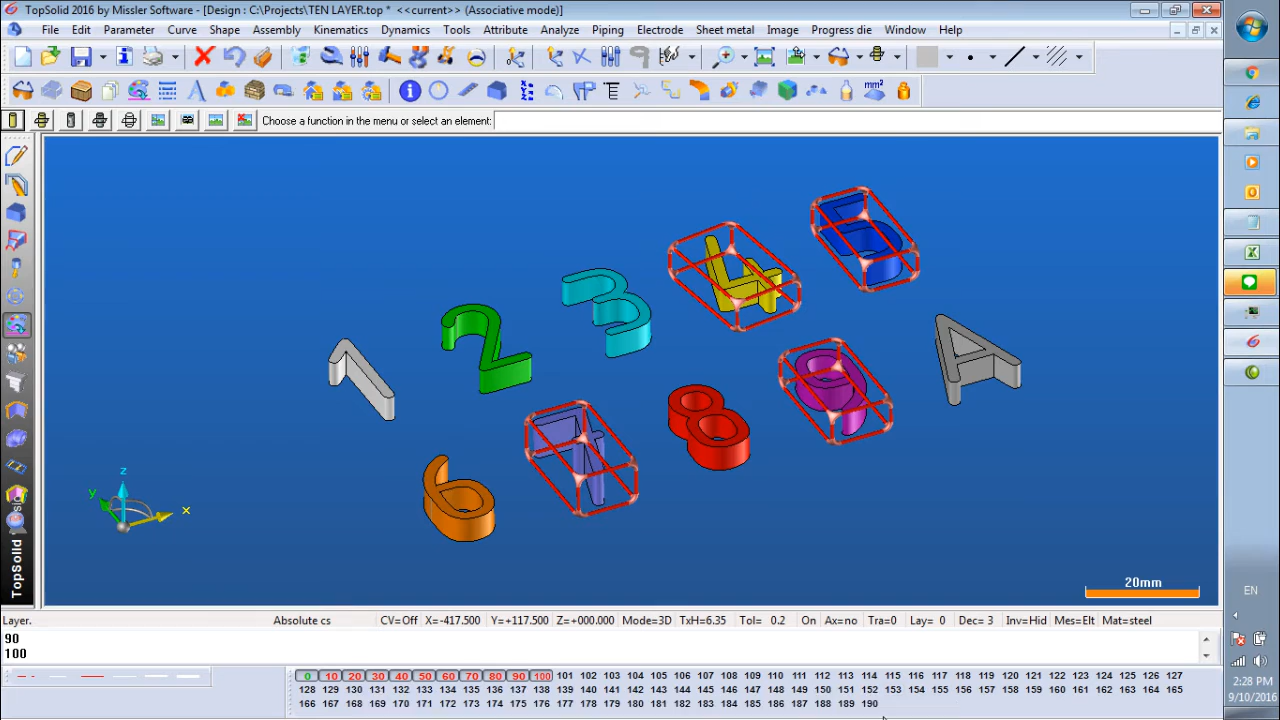 TopSolid 2016 by Missler Software - [Design : C:\Projects\TEN LAYER.top * <<current>> (Associative mode)]
File Edit Parameter Curve Shape Assembly Kinematics Dynamics Tools Attribute Analyze Piping Electrode Sheet metal Image Progress die Window Help
mm²
Choose a function in the menu or select an element:
5
4
3
2
1
A
9
8
7
6
z
y
x
TopSolid
20mm
Layer. Absolute cs CV=Off X=-417.500 Y=+117.500 Z=+000.000 Mode=3D TxH=6.35 Tol= 0.2 On Ax=no Tra=0 Lay= 0 Dec= 3 Inv=Hid Mes=Elt Mat=steel
90
100
0 10 20 30 40 50 60 70 80 90 100 101 102 103 104 105 106 107 108 109 110 111 112 113 114 115 116 117 118 119 120 121 122 123 124 125 126 127
128 129 130 131 132 133 134 135 136 137 138 139 140 141 142 143 144 145 146 147 148 149 150 151 152 153 154 155 156 157 158 159 160 161 162 163 164 165
166 167 168 169 170 171 172 173 174 175 176 177 178 179 180 181 182 183 184 185 186 187 188 189 190
EN
2:28 PM
9/10/2016